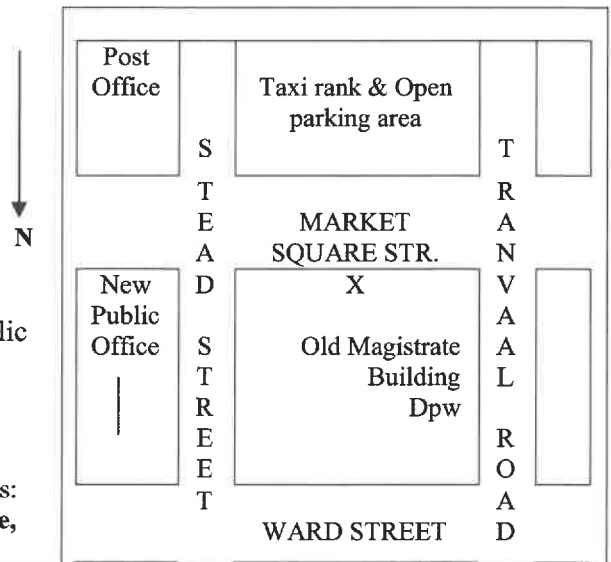 Post
Office
Taxi rank & Open
parking area
STEAD STREET
TRANVAAL ROAD
N
MARKET
SQUARE STR.
X
New
Public
Office
Old Magistrate
Building
Dpw
lic
s:
e,
WARD STREET